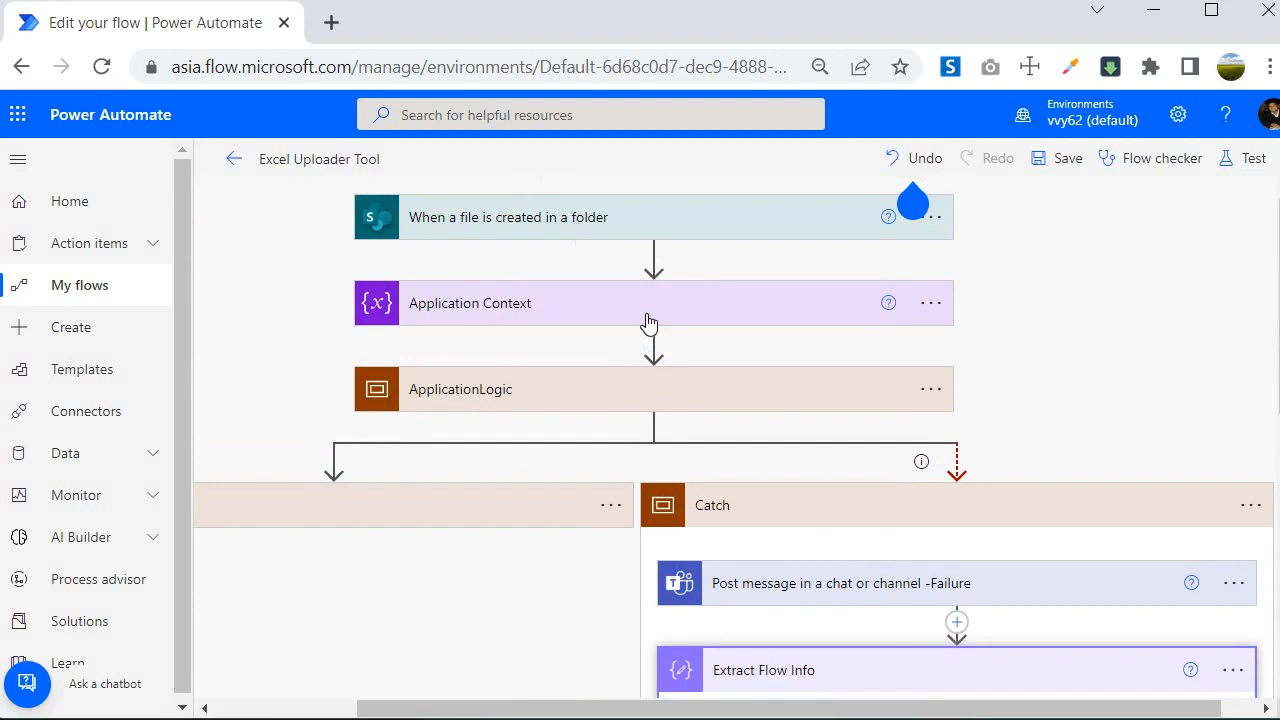 Edit your flow | Power Automate
asia.flow.microsoft.com/manage/environments/Default-6d68c0d7-dec9-4888-...
Power Automate
Search for helpful resources
Environments
vvy62 (default)
Excel Uploader Tool
Undo
Redo
Save
Flow checker
Test
Home
Action items
My flows
Create
Templates
Connectors
Data
Monitor
AI Builder
Process advisor
Solutions
Learn
Ask a chatbot
When a file is created in a folder
{x} Application Context
ApplicationLogic
Catch
Post message in a chat or channel -Failure
Extract Flow Info